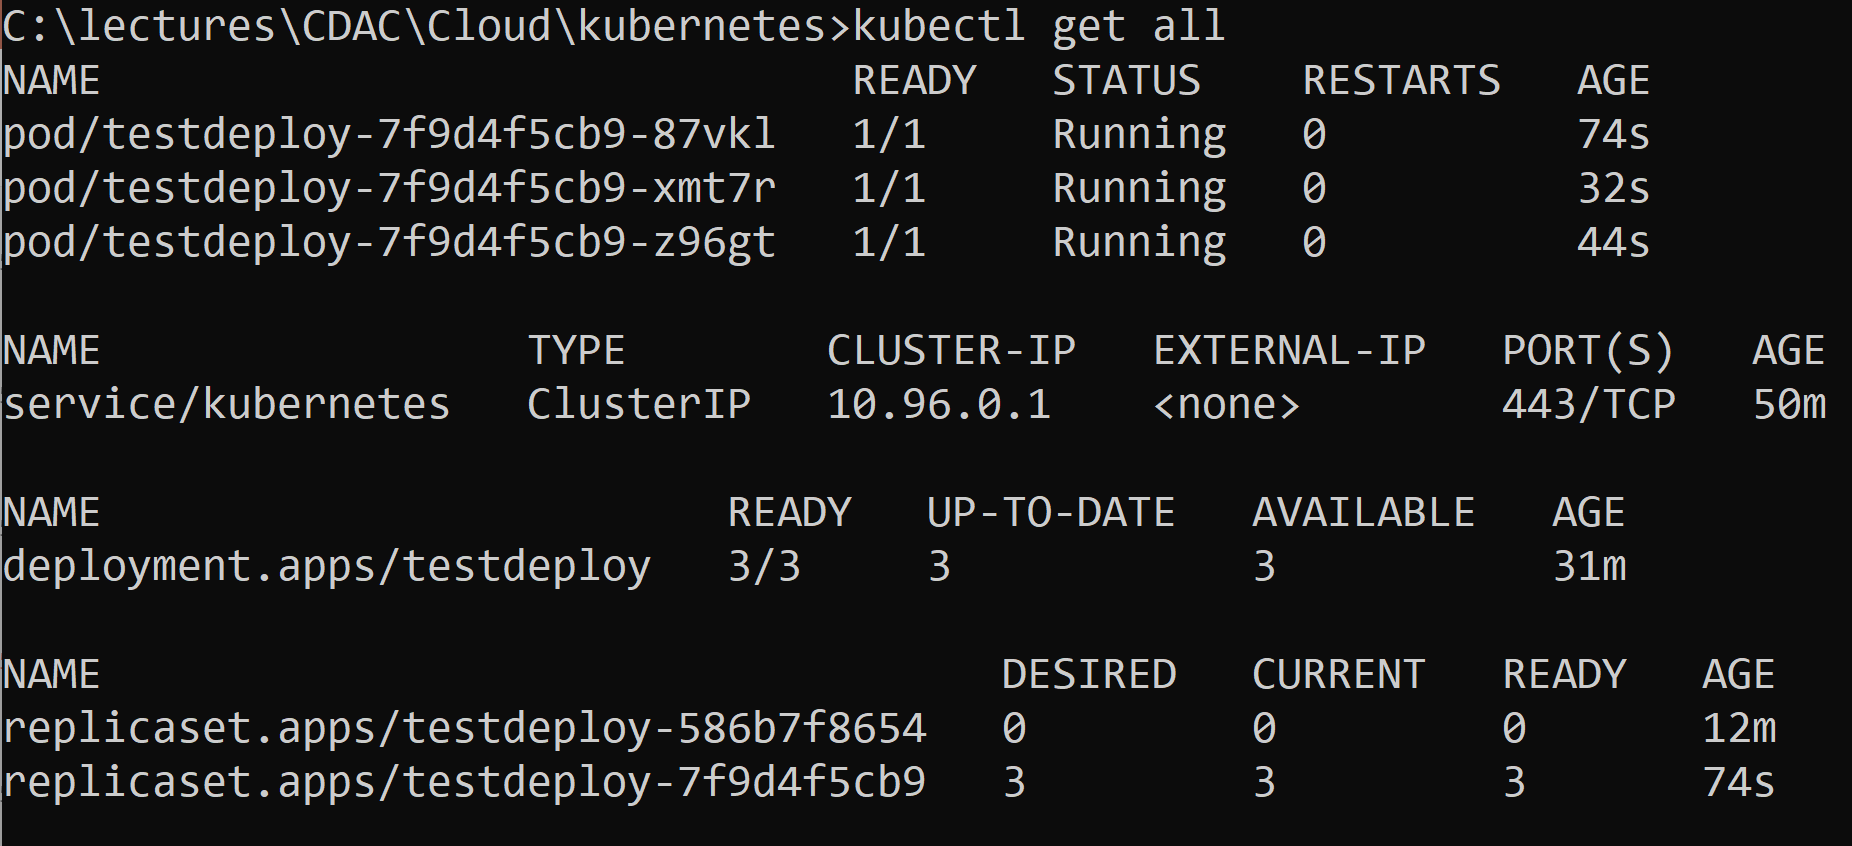 C:\lectures\CDAC\Cloud\kubernetes>kubectl get all
NAME                              READY   STATUS    RESTARTS   AGE
pod/testdeploy-7f9d4f5cb9-87vkl   1/1     Running   0          74s
pod/testdeploy-7f9d4f5cb9-xmt7r   1/1     Running   0          32s
pod/testdeploy-7f9d4f5cb9-z96gt   1/1     Running   0          44s

NAME                 TYPE        CLUSTER-IP   EXTERNAL-IP   PORT(S)   AGE
service/kubernetes   ClusterIP   10.96.0.1    <none>        443/TCP   50m

NAME                         READY   UP-TO-DATE   AVAILABLE   AGE
deployment.apps/testdeploy   3/3     3            3           31m

NAME                                    DESIRED   CURRENT   READY   AGE
replicaset.apps/testdeploy-586b7f8654   0         0         0       12m
replicaset.apps/testdeploy-7f9d4f5cb9   3         3         3       74s